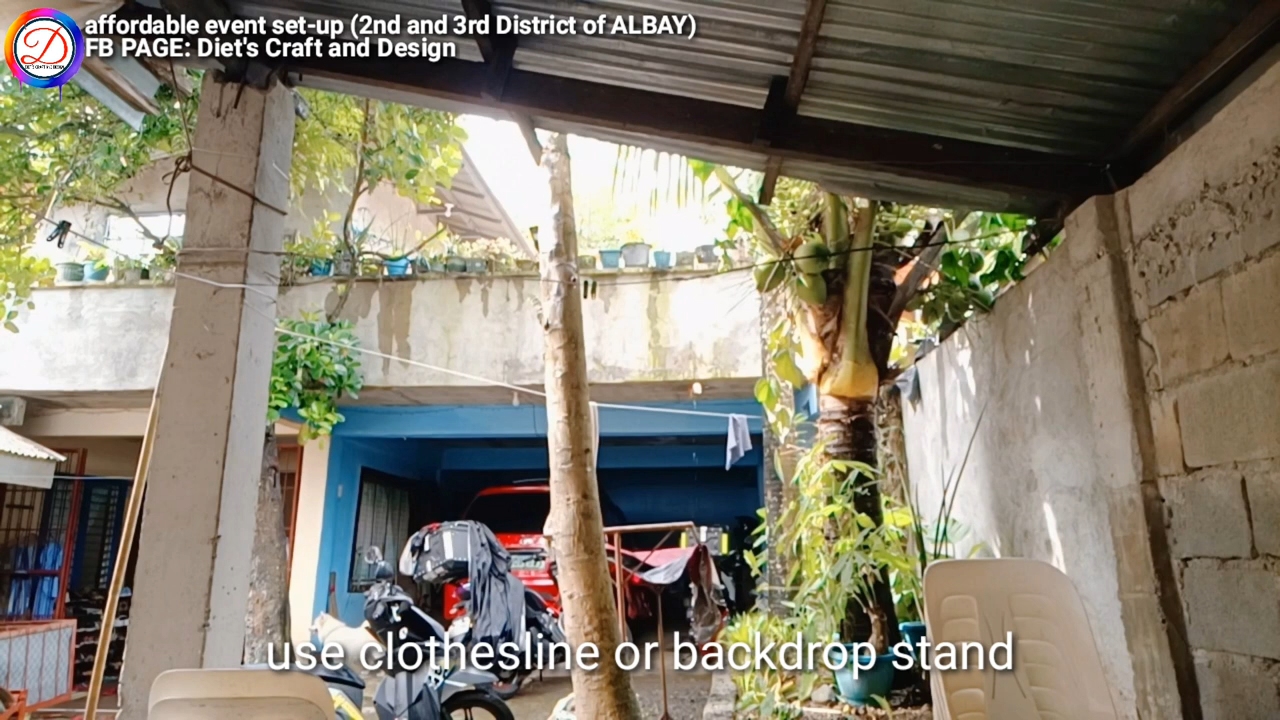 affordable event set-up (2nd and 3rd District of ALBAY)
FB PAGE: Diet's Craft and Design
D
use clothesline or backdrop stand